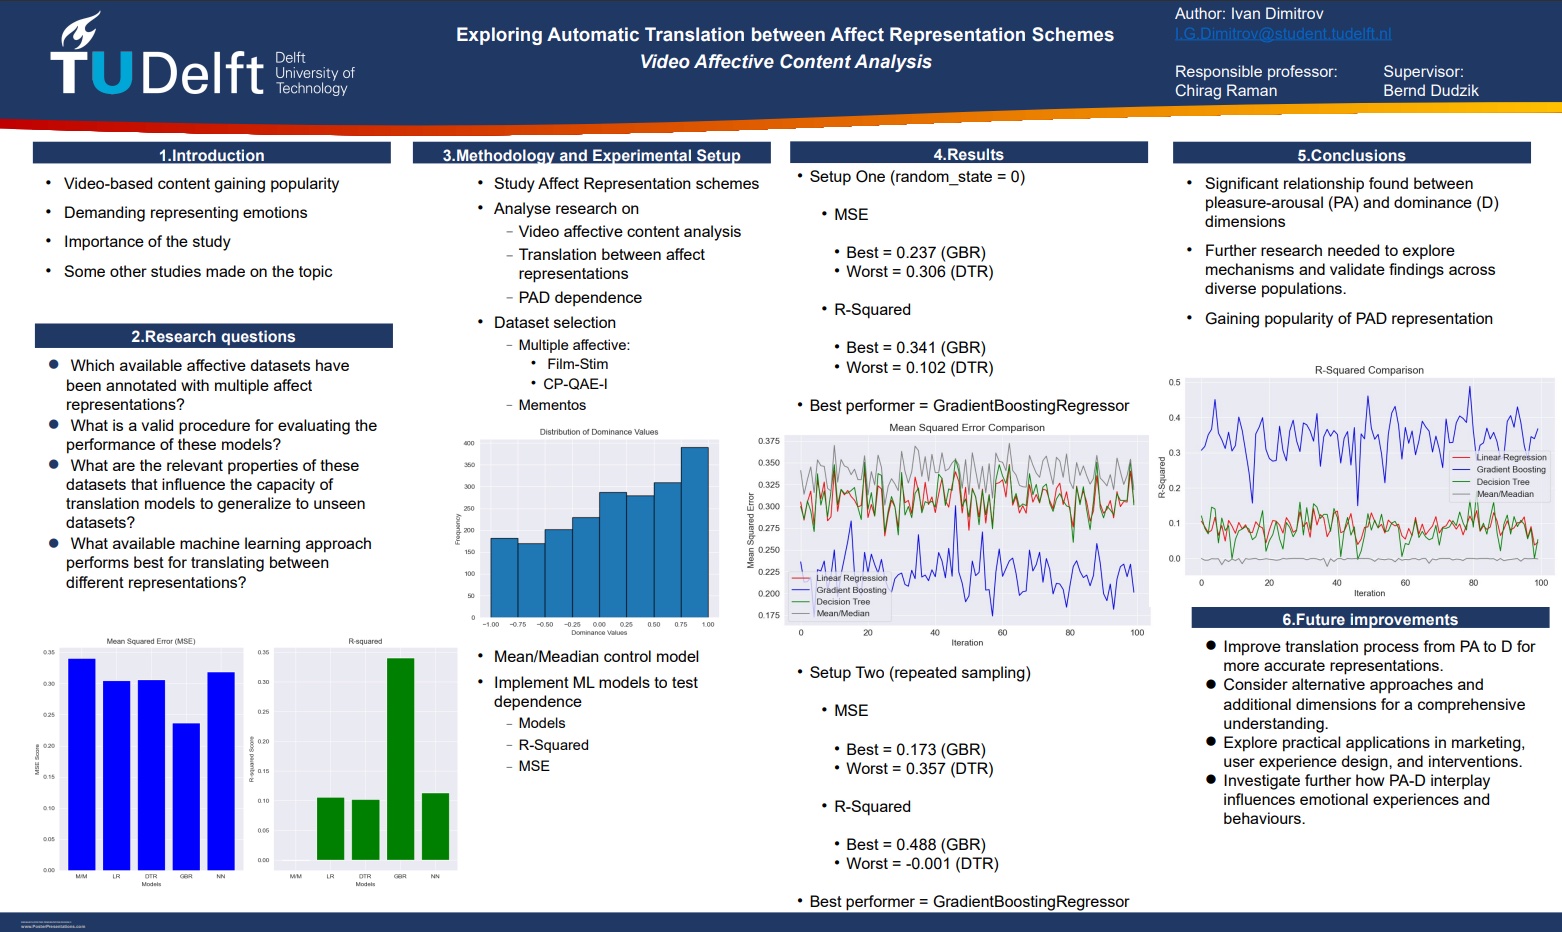 TUDelft
Delft
University of
Technology
Exploring Automatic Translation between Affect Representation Schemes
Video Affective Content Analysis
Author: Ivan Dimitrov
I.G.Dimitrov@student.tudelft.nl
Responsible professor:
Chirag Raman
Supervisor:
Bernd Dudzik
1.Introduction
• Video-based content gaining popularity
• Demanding representing emotions
• Importance of the study
• Some other studies made on the topic
2.Research questions
● Which available affective datasets have
been annotated with multiple affect
representations?
● What is a valid procedure for evaluating the
performance of these models?
● What are the relevant properties of these
datasets that influence the capacity of
translation models to generalize to unseen
datasets?
● What available machine learning approach
performs best for translating between
different representations?
Mean Squared Error (MSE)
MSE Score
0.35
0.30
0.25
0.20
0.15
0.10
0.05
0.00
M/M LR DTR GBR NN
Models
R-squared
R-squared Score
0.35
0.30
0.25
0.20
0.15
0.10
0.05
0.00
M/M LR DTR GBR NN
Models
3.Methodology and Experimental Setup
• Study Affect Representation schemes
• Analyse research on
– Video affective content analysis
– Translation between affect
representations
– PAD dependence
• Dataset selection
– Multiple affective:
• Film-Stim
• CP-QAE-I
– Mementos
Distribution of Dominance Values
Frequency
400
350
300
250
200
150
100
50
0
−1.00 −0.75 −0.50 −0.25 0.00 0.25 0.50 0.75 1.00
Dominance Values
• Mean/Meadian control model
• Implement ML models to test
dependence
– Models
– R-Squared
– MSE
4.Results
• Setup One (random_state = 0)
• MSE
• Best = 0.237 (GBR)
• Worst = 0.306 (DTR)
• R-Squared
• Best = 0.341 (GBR)
• Worst = 0.102 (DTR)
• Best performer = GradientBoostingRegressor
Mean Squared Error Comparison
Mean Squared Error
0.375
0.350
0.325
0.300
0.275
0.250
0.225
0.200
0.175
Linear Regression
Gradient Boosting
Decision Tree
Mean/Median
0 20 40 60 80 100
Iteration
• Setup Two (repeated sampling)
• MSE
• Best = 0.173 (GBR)
• Worst = 0.357 (DTR)
• R-Squared
• Best = 0.488 (GBR)
• Worst = -0.001 (DTR)
• Best performer = GradientBoostingRegressor
5.Conclusions
• Significant relationship found between
pleasure-arousal (PA) and dominance (D)
dimensions
• Further research needed to explore
mechanisms and validate findings across
diverse populations.
• Gaining popularity of PAD representation
R-Squared Comparison
R-Squared
0.5
0.4
0.3
0.2
0.1
0.0
Linear Regression
Gradient Boosting
Decision Tree
Mean/Meadian
0 20 40 60 80 100
Iteration
6.Future improvements
● Improve translation process from PA to D for
more accurate representations.
● Consider alternative approaches and
additional dimensions for a comprehensive
understanding.
● Explore practical applications in marketing,
user experience design, and interventions.
● Investigate further how PA-D interplay
influences emotional experiences and
behaviours.
www.PosterPresentations.com